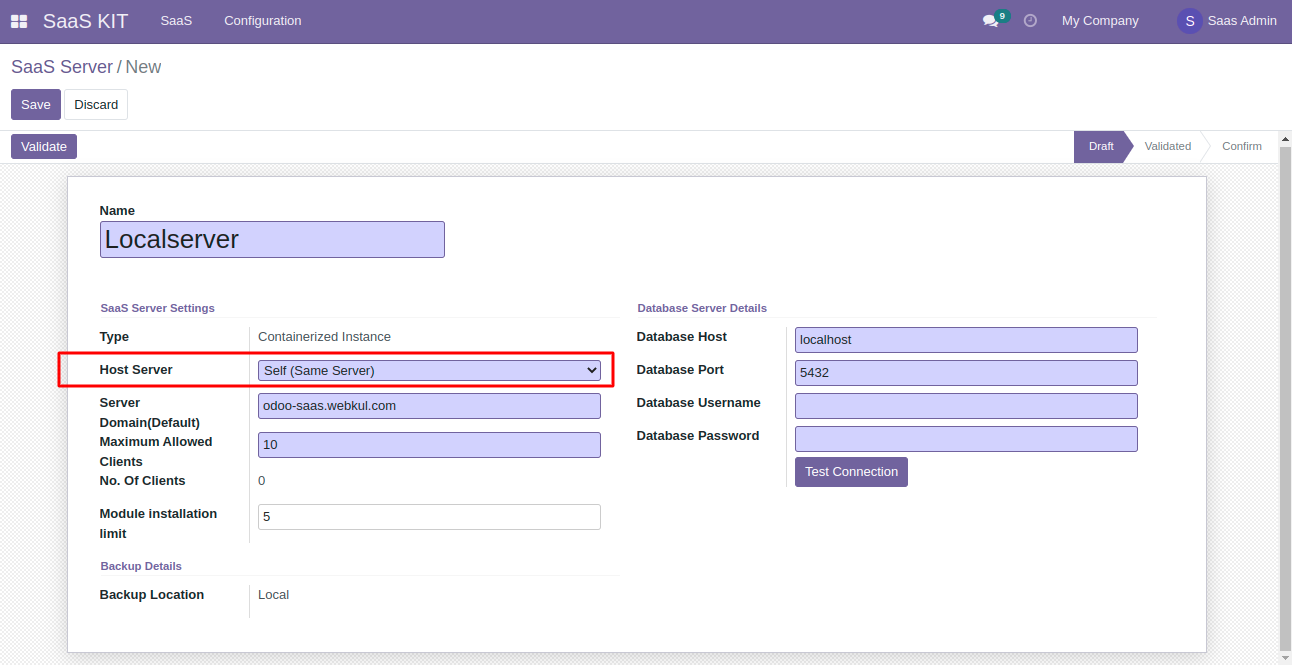 SaaS KIT SaaS Configuration 9 My Company S Saas Admin
SaaS Server / New
Save Discard
Validate Draft Validated Confirm
Name
Localserver
SaaS Server Settings
Type Containerized Instance
Host Server Self (Same Server)
Server
Domain(Default) odoo-saas.webkul.com
Maximum Allowed
Clients 10
No. Of Clients 0
Module installation
limit 5
Backup Details
Backup Location Local
Database Server Details
Database Host localhost
Database Port 5432
Database Username
Database Password
Test Connection